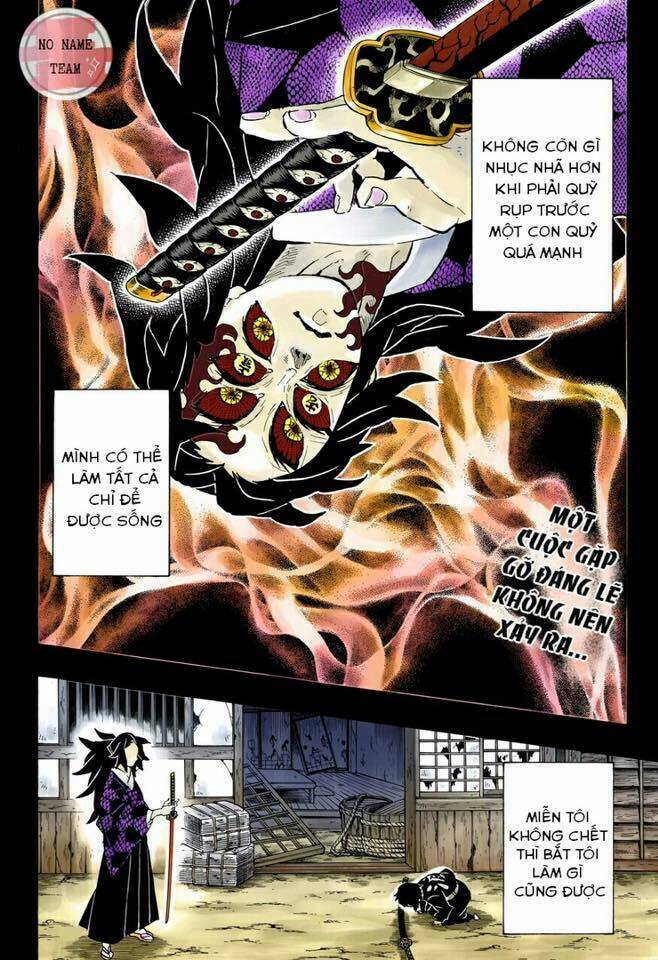 NO NAME
TEAM
KHÔNG CÒN GÌ
NHỤC NHÃ HƠN
KHI PHẢI QUỲ
RỤP TRƯỚC
MỘT CON QUỶ
QUÁ MẠNH
MÌNH CÓ THỂ
LÀM TẤT CẢ
CHỈ ĐỂ
ĐƯỢC SỐNG
MỘT
CUỘC GẶP
GỠ ĐÁNG LẼ
KHÔNG NÊN
XẢY RA...
MIỄN TÔI
KHÔNG CHẾT
THÌ BẮT TÔI
LÀM GÌ
CŨNG ĐƯỢC